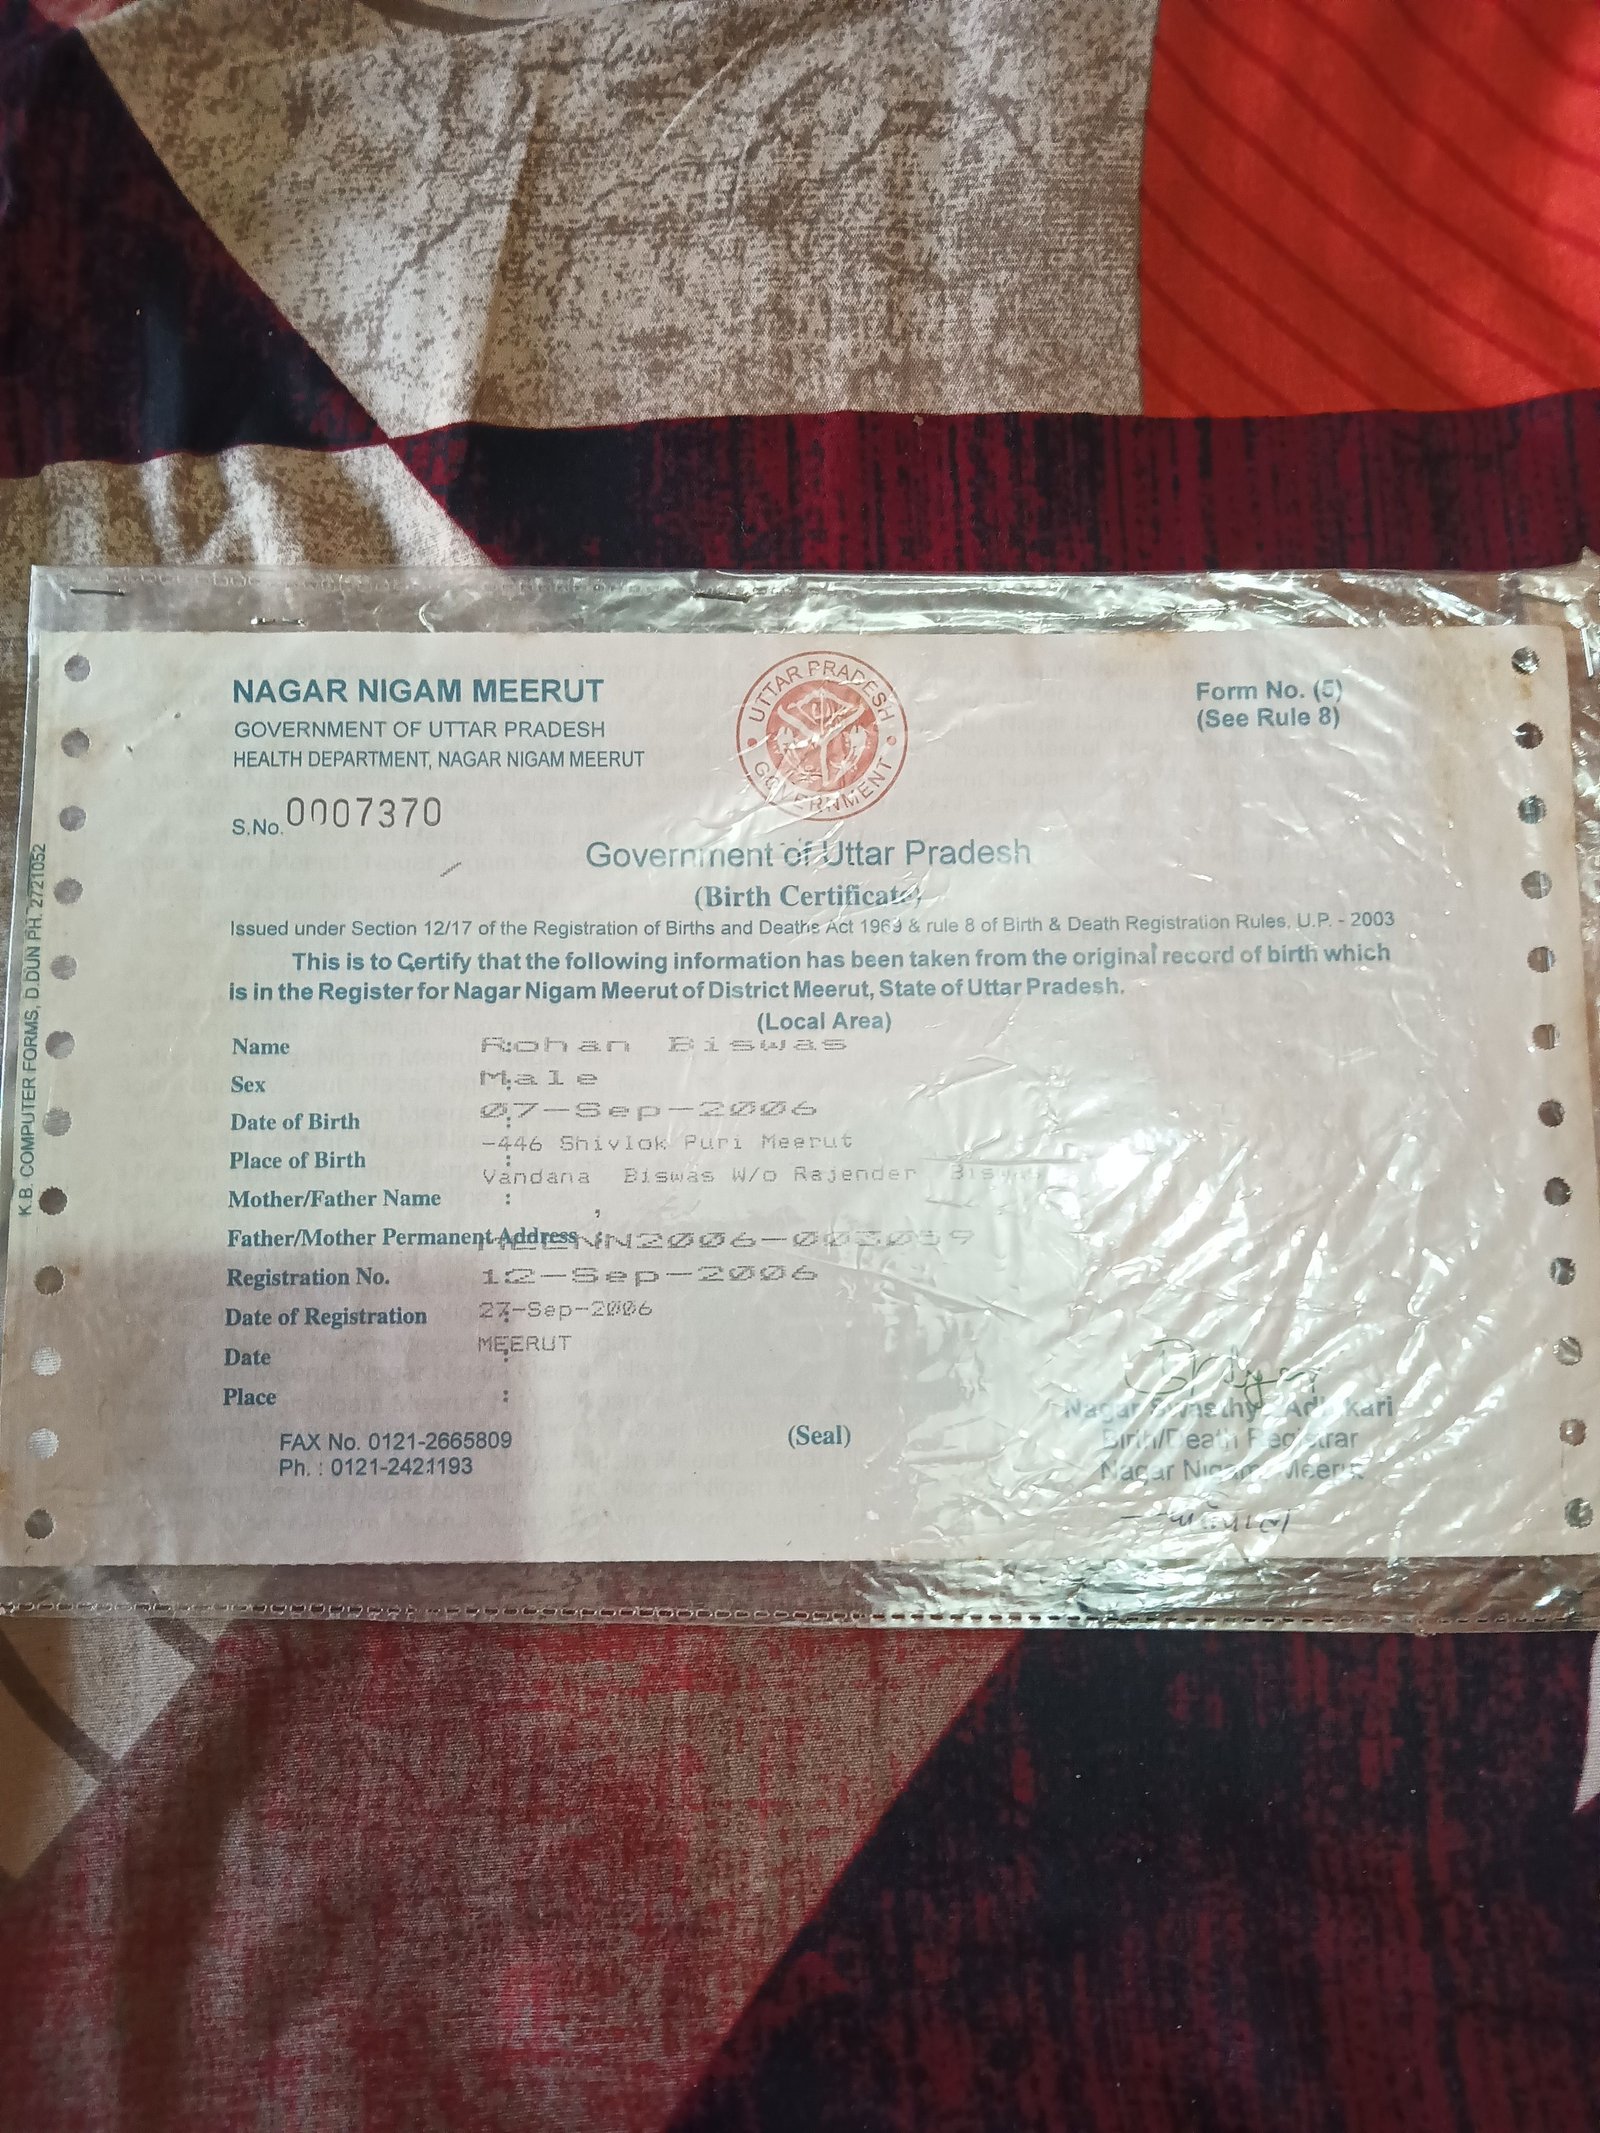 NAGAR NIGAM MEERUT
GOVERNMENT OF UTTAR PRADESH
HEALTH DEPARTMENT, NAGAR NIGAM MEERUT
UTTAR PRADESH
GOVERNMENT
Form No. (5)
(See Rule 8)
S.No. 0007370
Government of Uttar Pradesh
(Birth Certificate)
Issued under Section 12/17 of the Registration of Births and Deaths Act 1969 & rule 8 of Birth & Death Registration Rules, U.P. - 2003
This is to Certify that the following information has been taken from the original record of birth which
is in the Register for Nagar Nigam Meerut of District Meerut, State of Uttar Pradesh.
(Local Area)
Name : Rohan Biswas
Sex : Male
Date of Birth : 07-Sep-2006
Place of Birth : -446 Shivlok Puri Meerut
Mother/Father Name : Vandana Biswas W/o Rajender Biswas
Father/Mother Permanent Address ,
Registration No. 12-Sep-2006
Date of Registration : 27-Sep-2006
Date : MEERUT
Place :
FAX No. 0121-2665809
Ph. : 0121-2421193
(Seal)
Nagar Swasthya Adhikari
Birth/Death Registrar
Nagar Nigam, Meerut
K.B. COMPUTER FORMS, D.DUN PH. 2721052